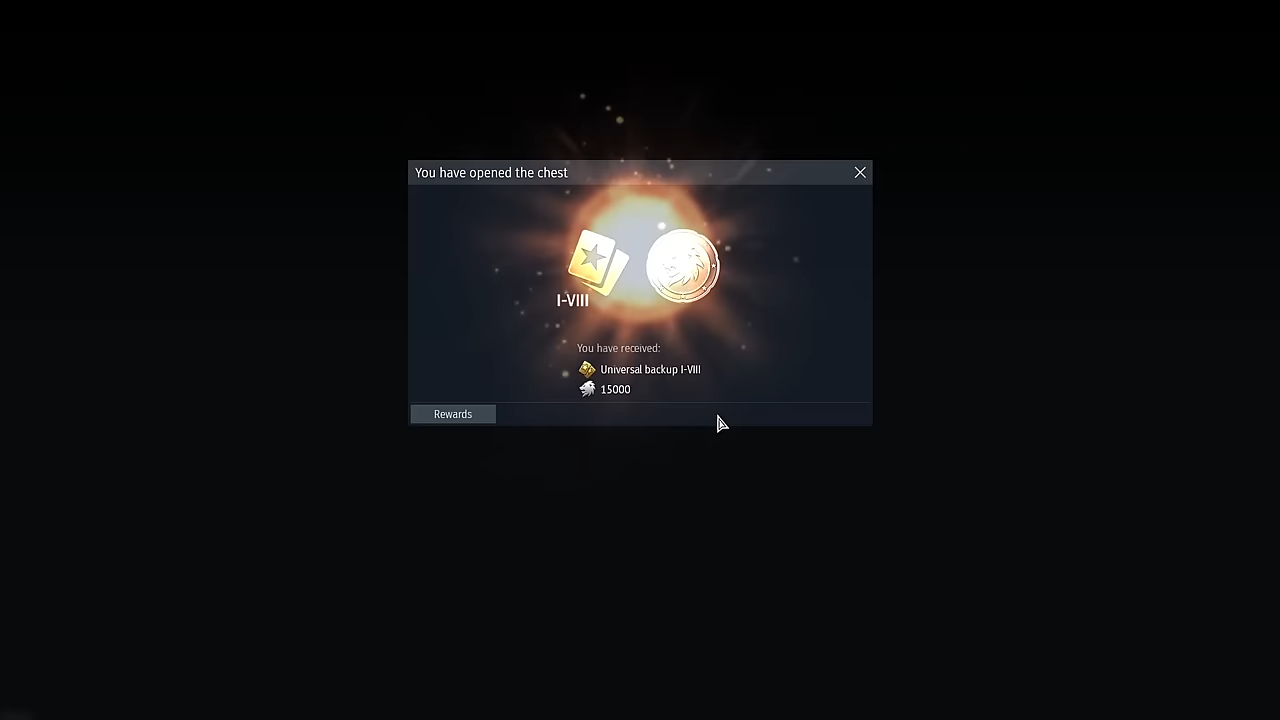 You have opened the chest
I-VIII
You have received:
Universal backup I-VIII
15000
Rewards